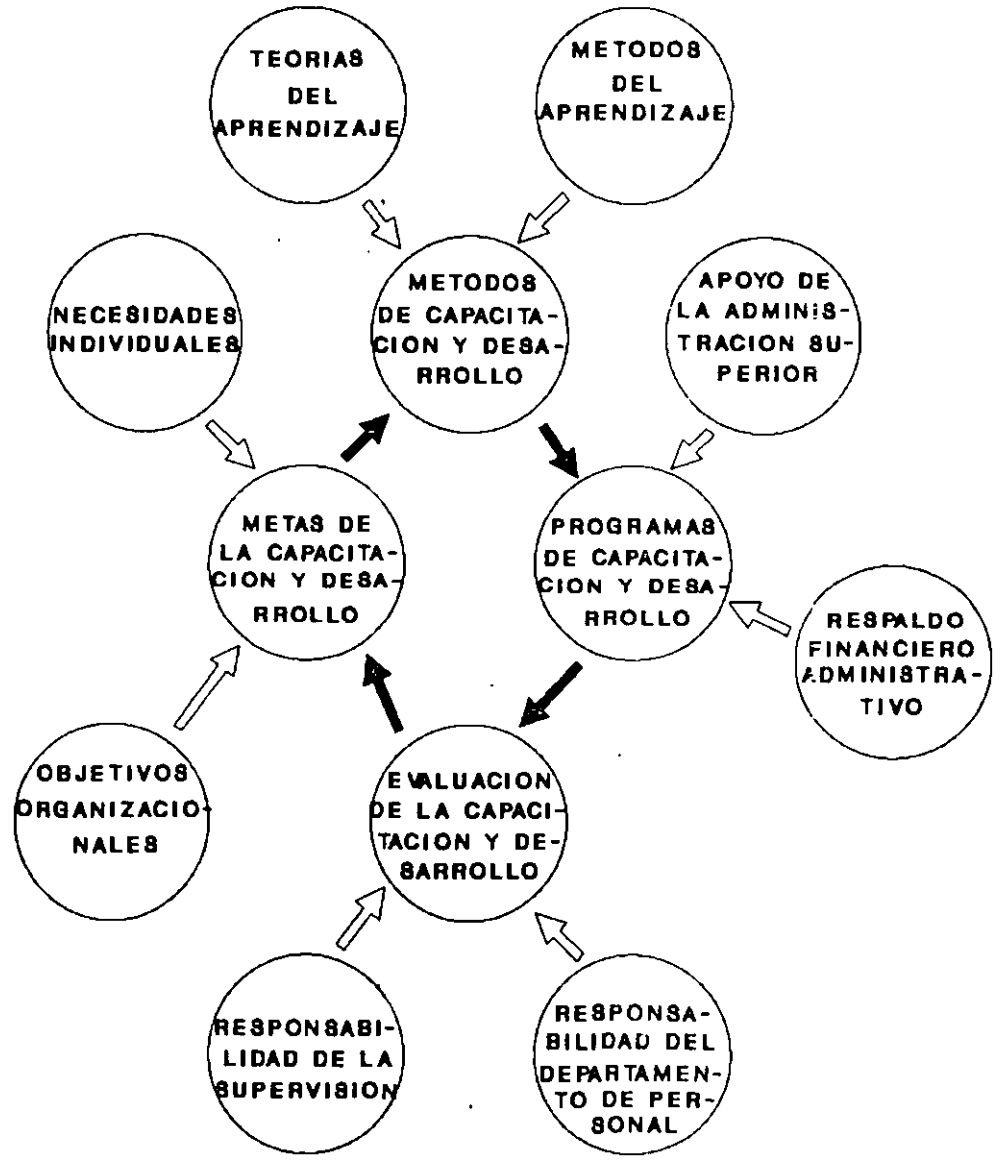 TEORIAS
DEL
APRENDIZAJE
METODOS
DEL
APRENDIZAJE
NECESIDADES
INDIVIDUALES
METODOS
DE CAPACITA-
CION Y DESA-
RROLLO
APOYO DE
LA ADMINIS-
TRACION SU-
PERIOR
METAS DE
LA CAPACITA-
CION Y DESA-
RROLLO
PROGRAMAS
DE CAPACITA-
CION Y DESA-
RROLLO
RESPALDO
FINANCIERO
ADMINISTRA-
TIVO
OBJETIVOS
ORGANIZACIO-
NALES
EVALUACION
DE LA CAPACI-
TACION Y DE-
SARROLLO
RESPONSABI-
LIDAD DE LA
SUPERVISION
RESPONSA-
BILIDAD DEL
DEPARTAMEN-
TO DE PER-
SONAL